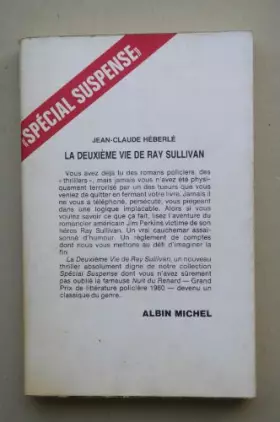 «SPÉCIAL SUSPENSE»
JEAN-CLAUDE HÉBERLÉ
LA DEUXIÈME VIE DE RAY SULLIVAN
Vous avez déjà lu des romans policiers, des
«thrillers», mais jamais vous n'avez été physi-
quement terrorisé par un des tueurs que vous
veniez de quitter en fermant votre livre. Jamais il
ne vous a téléphoné, persécuté, vous piégeant
dans une logique implacable. Alors si vous
voulez savoir ce que ça fait, lisez l'aventure du
romancier américain Jim Perkins victime de son
héros Ray Sullivan. Un vrai cauchemar assai-
sonné d'humour. Un règlement de comptes
dont nous vous mettons au défi d'imaginer la
fin.
La Deuxième Vie de Ray Sullivan, un nouveau
thriller absolument digne de notre collection
Spécial Suspense dont vous n'avez sûrement
pas oublié la fameuse Nuit du Renard — Grand
Prix de littérature policière 1980 — devenu un
classique du genre.
ALBIN MICHEL